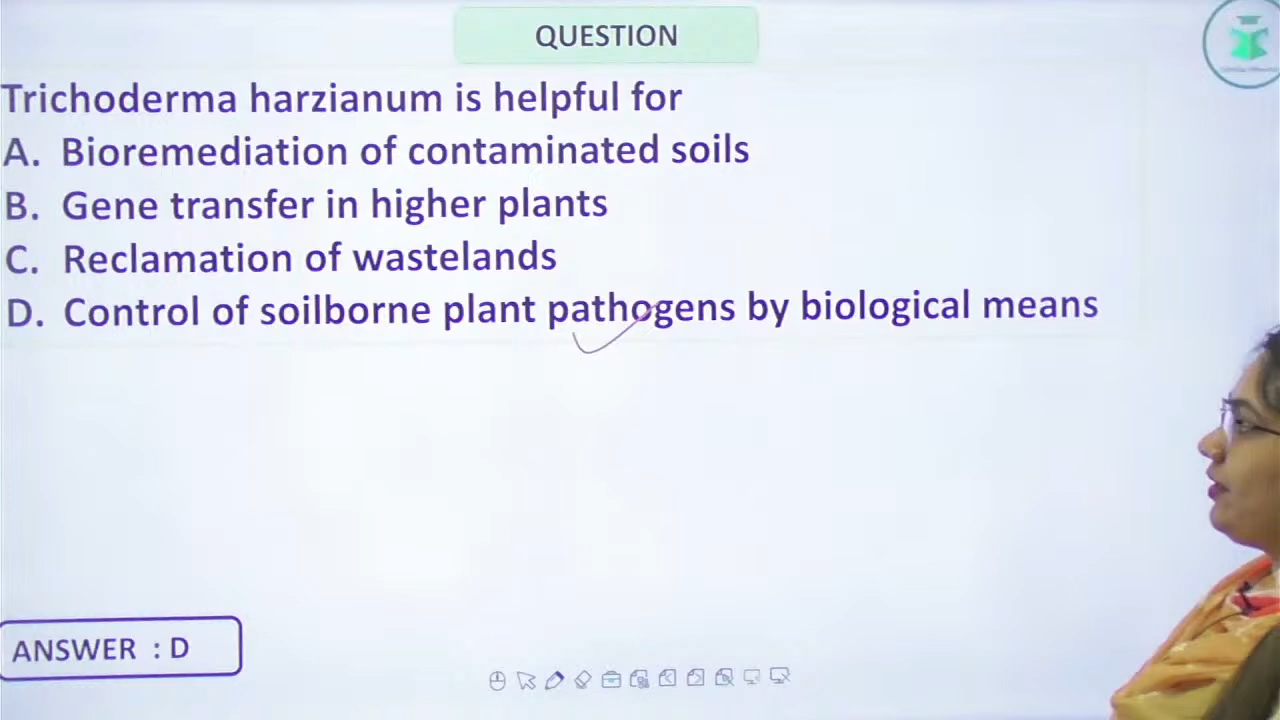 QUESTION
Trichoderma harzianum is helpful for
A. Bioremediation of contaminated soils
B. Gene transfer in higher plants
C. Reclamation of wastelands
D. Control of soilborne plant pathogens by biological means
ANSWER : D